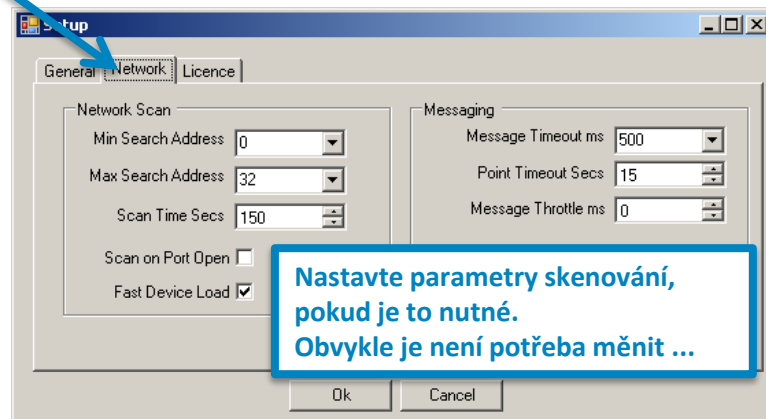 Setup
General Network Licence
Network Scan
Min Search Address 0
Max Search Address 32
Scan Time Secs 150
Scan on Port Open
Fast Device Load
Messaging
Message Timeout ms 500
Point Timeout Secs 15
Message Throttle ms 0
Nastavte parametry skenování,
pokud je to nutné.
Obvykle je není potřeba měnit ...
Ok Cancel